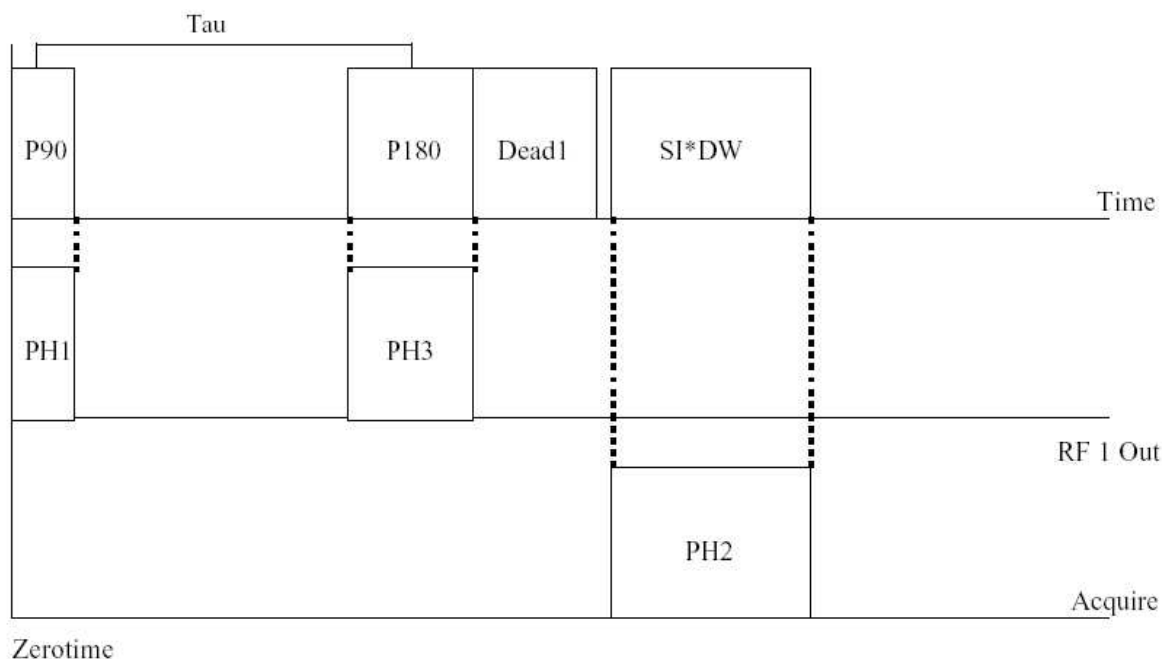 Tau
P90
P180
Dead1
SI*DW
Time
PH1
PH3
RF 1 Out
PH2
Acquire
Zerotime